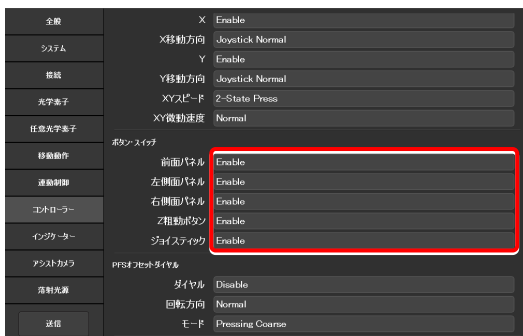 全般
システム
接続
光学素子
任意光学素子
移動動作
連動制御
コントローラー
インジケーター
アシストカメラ
落射光源
送信
X Enable
X移動方向 Joystick Normal
Y Enable
Y移動方向 Joystick Normal
XYスピード 2-State Press
XY微動速度 Normal
ボタン・スイッチ
前面パネル Enable
左側面パネル Enable
右側面パネル Enable
Z粗動ボタン Enable
ジョイスティック Enable
PFSオフセットダイヤル
ダイヤル Disable
回転方向 Normal
モード Pressing Coarse